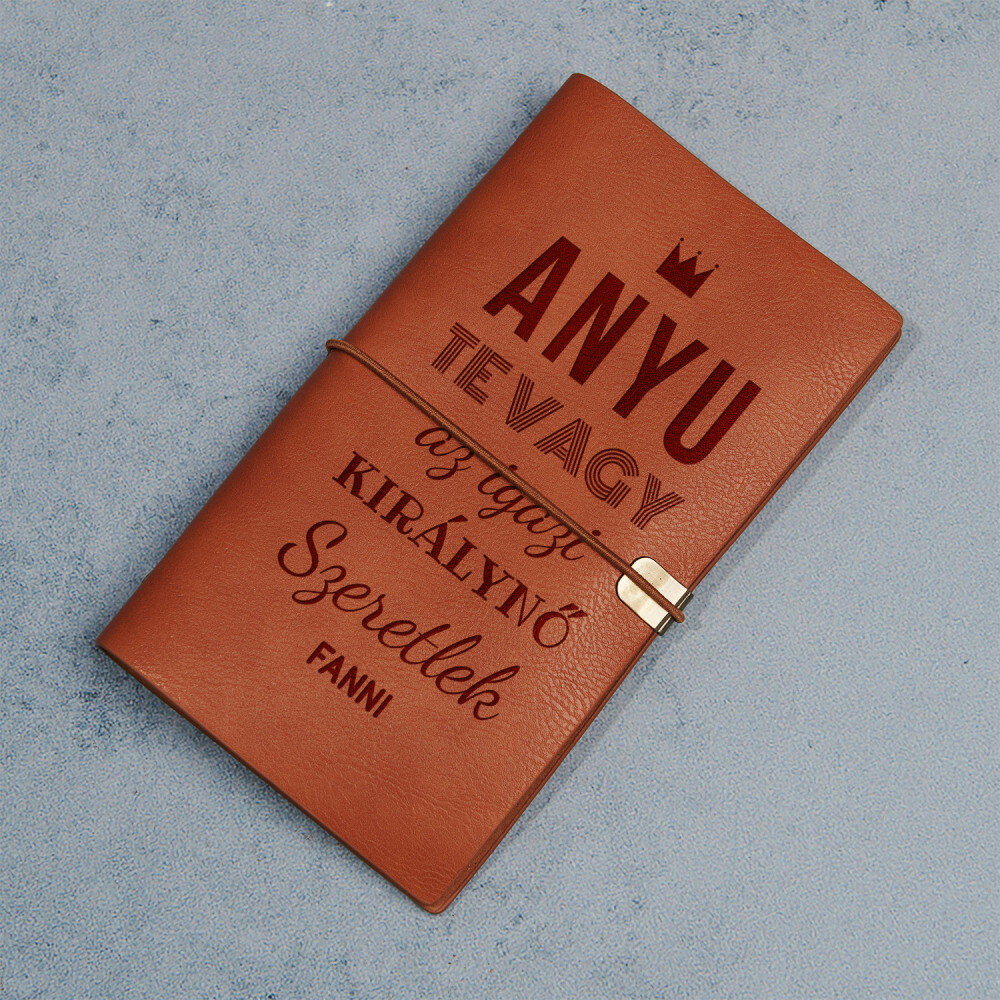 ANYU
TE VAGY
az igazi
KIRÁLYNŐ
Szeretlek
FANNI